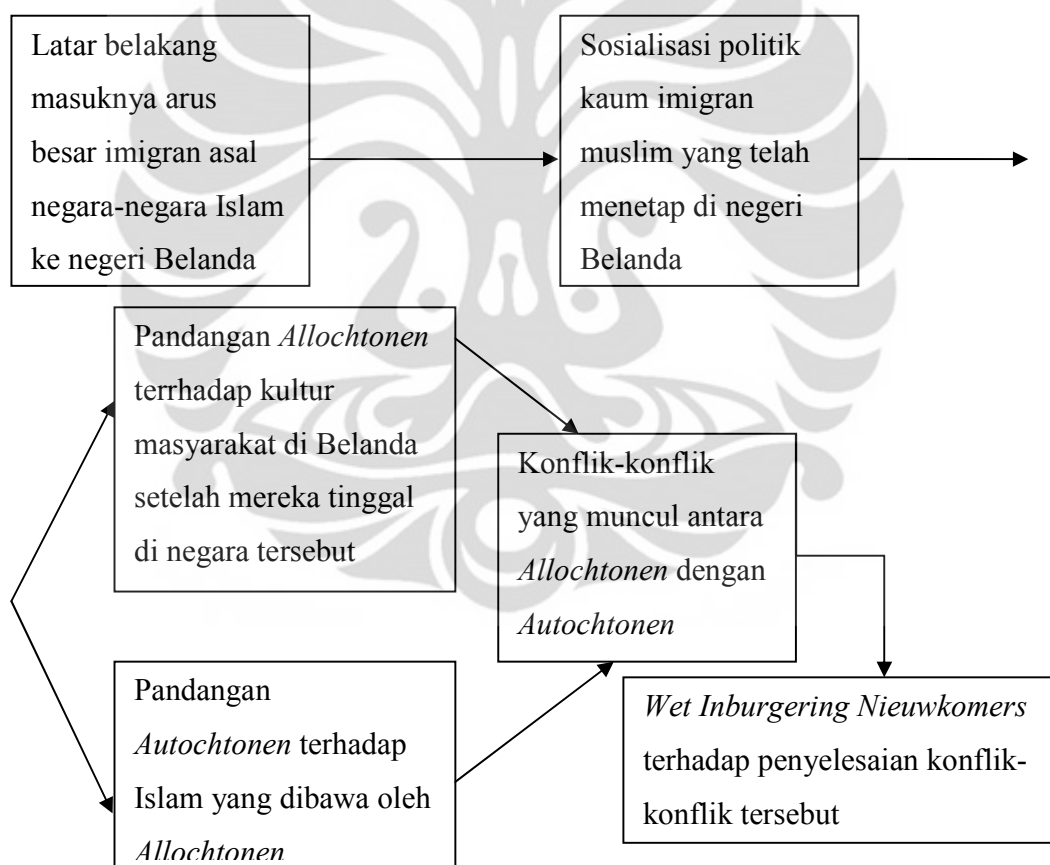 Latar belakang
masuknya arus
besar imigran asal
negara-negara Islam
ke negeri Belanda
Sosialisasi politik
kaum imigran
muslim yang telah
menetap di negeri
Belanda
Pandangan Allochtonen
terrhadap kultur
masyarakat di Belanda
setelah mereka tinggal
di negara tersebut
Konflik-konflik
yang muncul antara
Allochtonen dengan
Autochtonen
Pandangan
Autochtonen terhadap
Islam yang dibawa oleh
Allochtonen
Wet Inburgering Nieuwkomers
terhadap penyelesaian konflik-
konflik tersebut